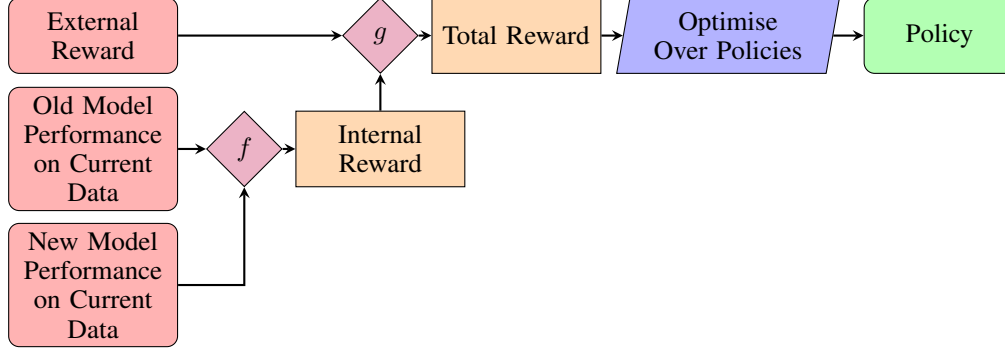 External
Reward
g
Total Reward
Optimise
Over Policies
Policy
Old Model
Performance
on Current
Data
f
Internal
Reward
New Model
Performance
on Current
Data